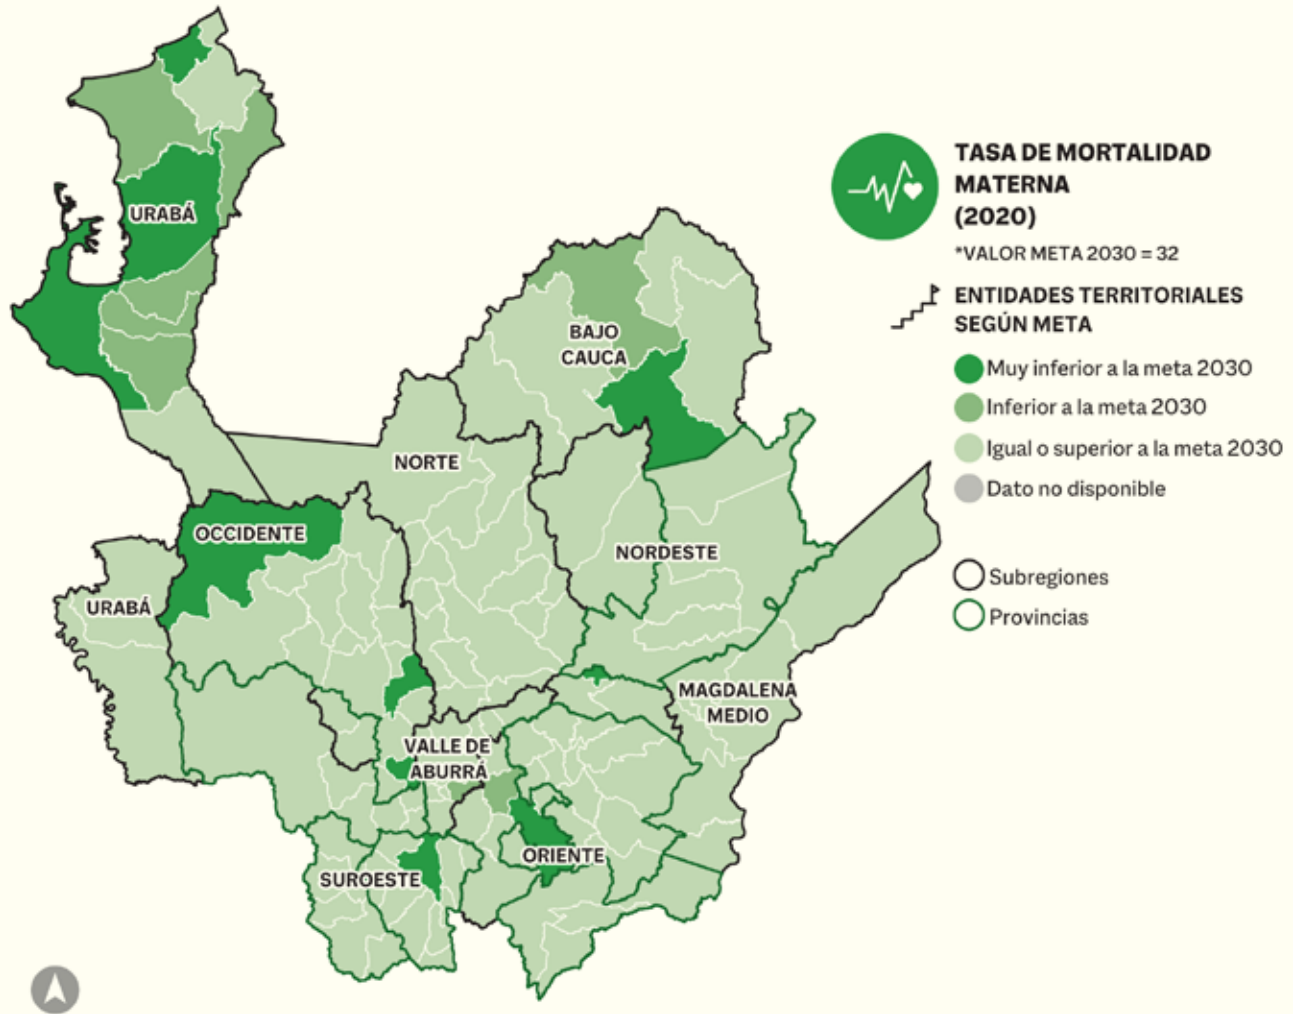 TASA DE MORTALIDAD
MATERNA
(2020)
*VALOR META 2030 = 32
ENTIDADES TERRITORIALES
SEGÚN META
Muy inferior a la meta 2030
Inferior a la meta 2030
Igual o superior a la meta 2030
Dato no disponible
Subregiones
Provincias
URABÁ
BAJO
CAUCA
NORTE
OCCIDENTE
NORDESTE
URABÁ
MAGDALENA
MEDIO
VALLE DE
ABURRÁ
ORIENTE
SUROESTE